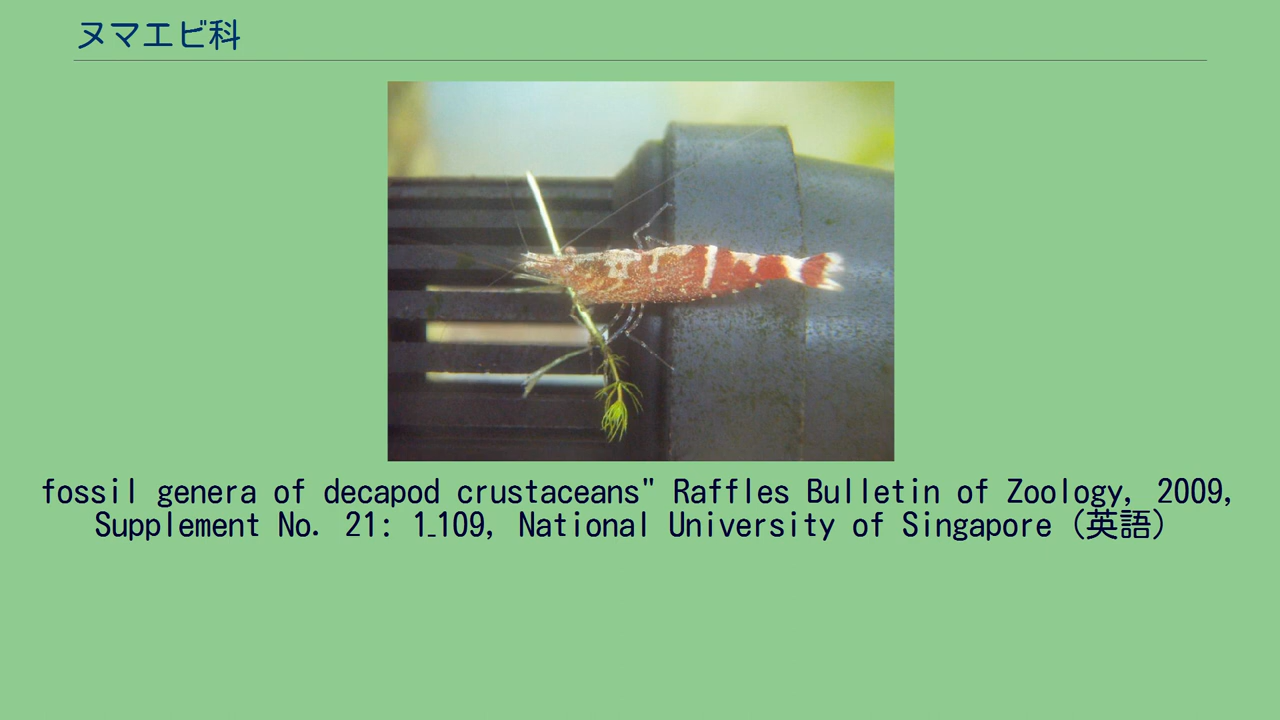 ヌマエビ科
fossil genera of decapod crustaceans" Raffles Bulletin of Zoology, 2009,
Supplement No. 21: 1‗109, National University of Singapore（英語）